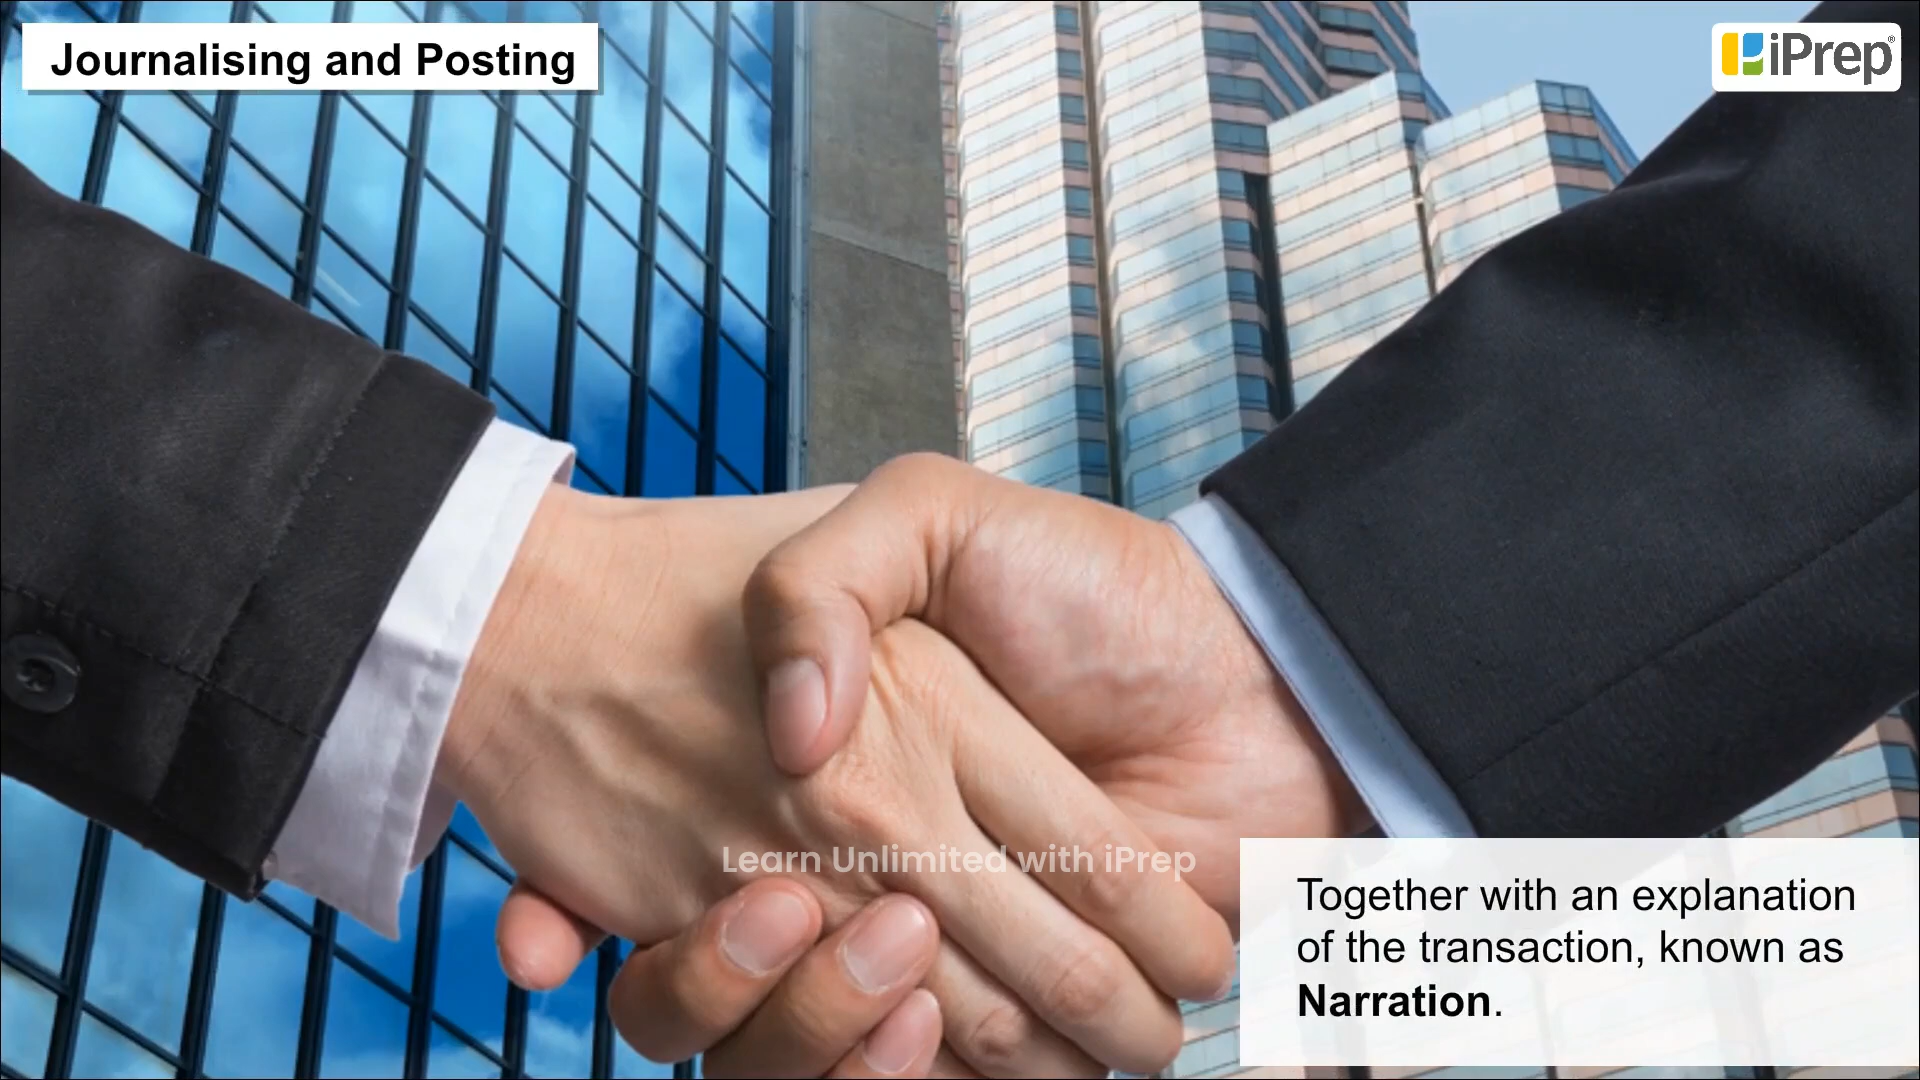 Journalising and Posting
iPrep®
Learn Unlimited with iPrep
Together with an explanation
of the transaction, known as
Narration.